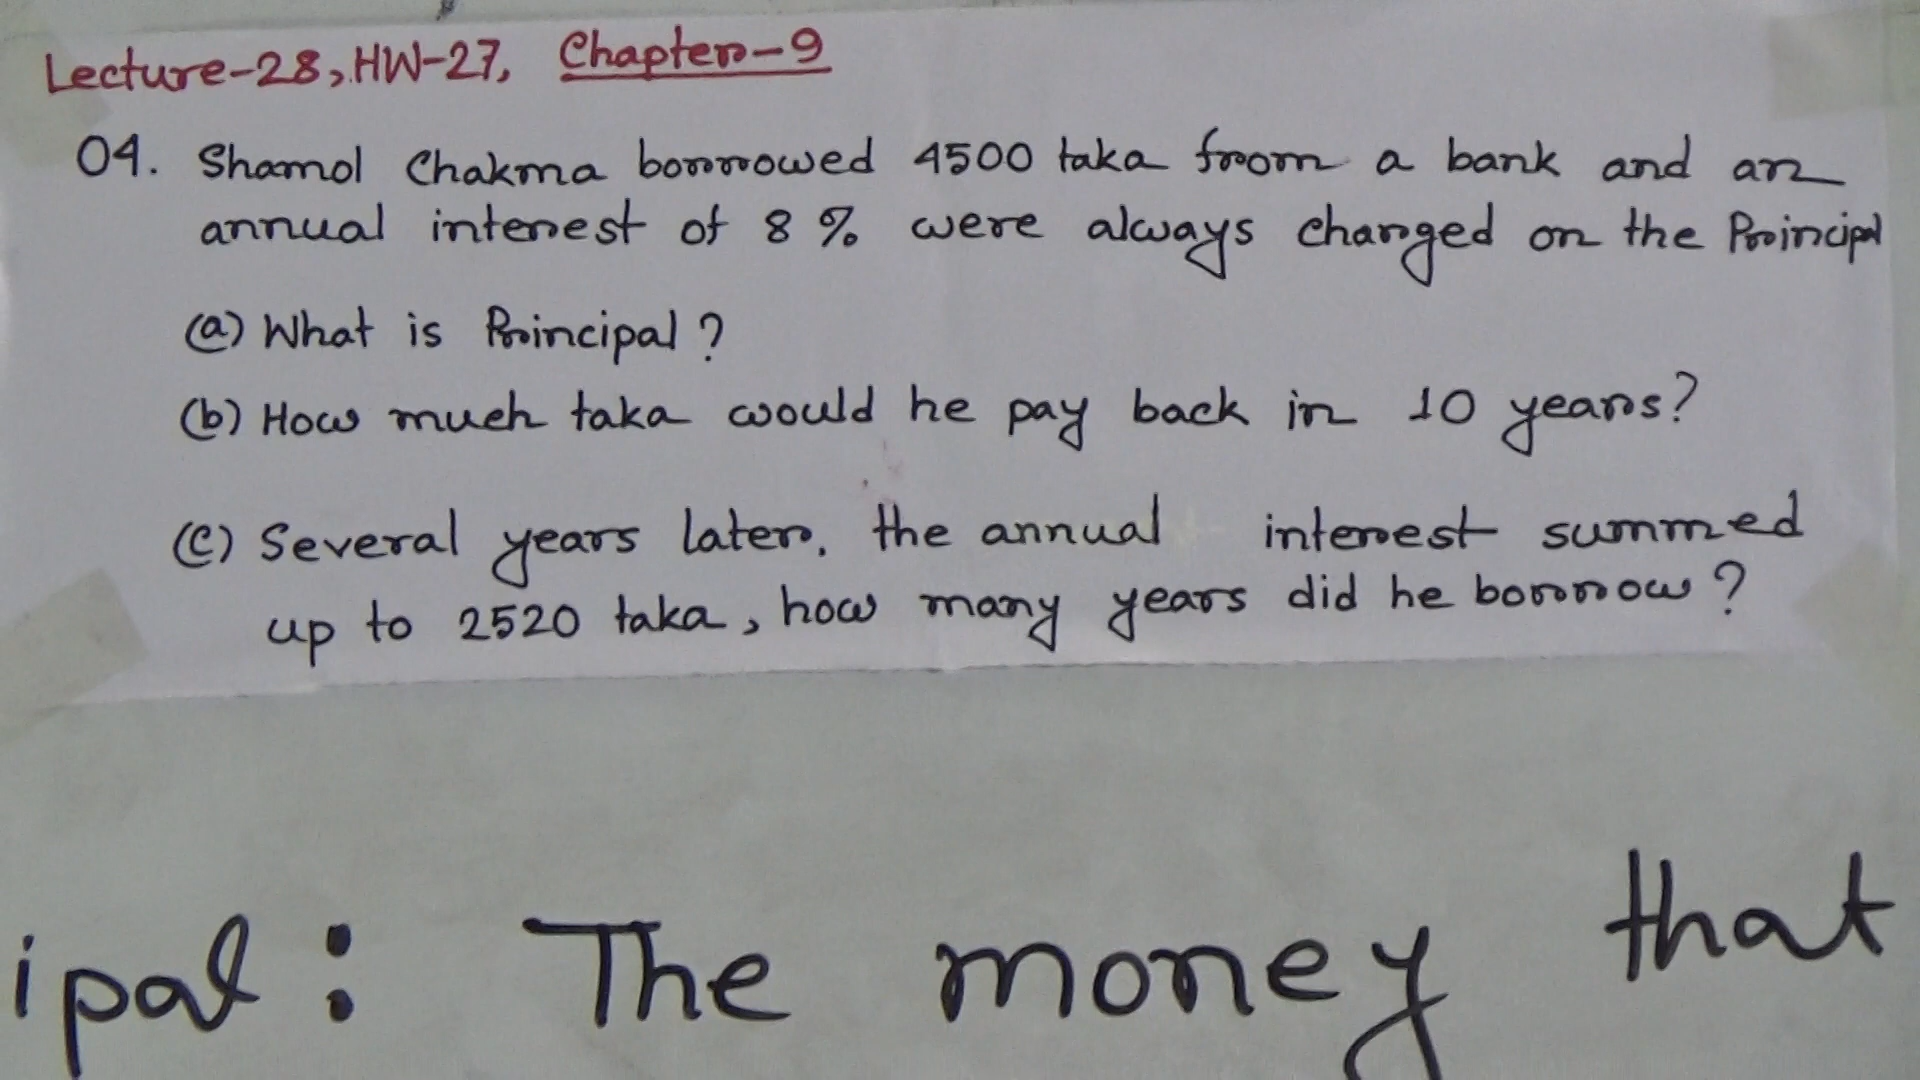 Lecture-28, HW-27, Chapter-9
04. Shamol Chakma borrowed 4500 taka from a bank and an
annual interest of 8 % were always charged on the Principal
(a) What is Principal?
(b) How much taka would he pay back in 10 years?
(c) Several years later, the annual interest summed
up to 2520 taka, how many years did he borrow?
ipal: The money that